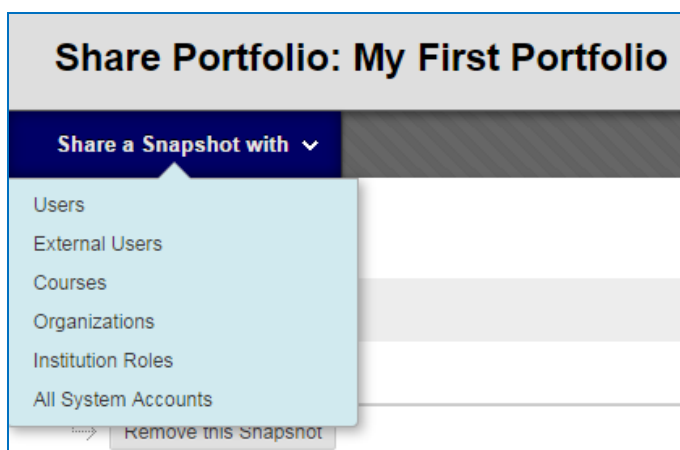 Share Portfolio: My First Portfolio
Share a Snapshot with
Users
External Users
Courses
Organizations
Institution Roles
All System Accounts
Remove this Snapshot